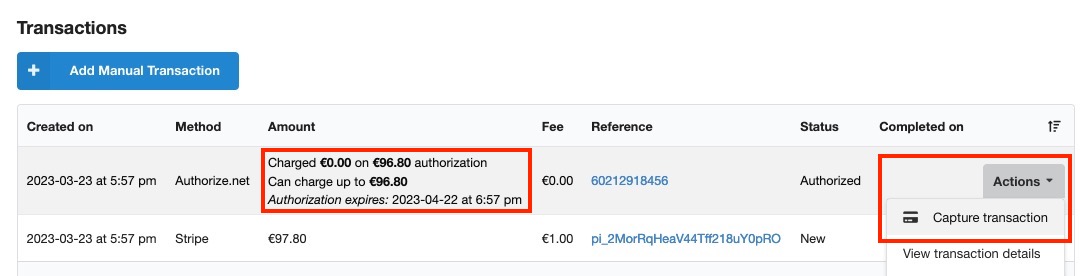 Transactions
+ Add Manual Transaction
Created on Method Amount Fee Reference Status Completed on
Charged €0.00 on €96.80 authorization
2023-03-23 at 5:57 pm Authorize.net Can charge up to €96.80 €0.00 60212918456 Authorized Actions
Authorization expires: 2023-04-22 at 6:57 pm
Capture transaction
2023-03-23 at 5:57 pm Stripe €97.80 €1.00 pi_2MorRqHeaV44Tff218uY0pRO New
View transaction details